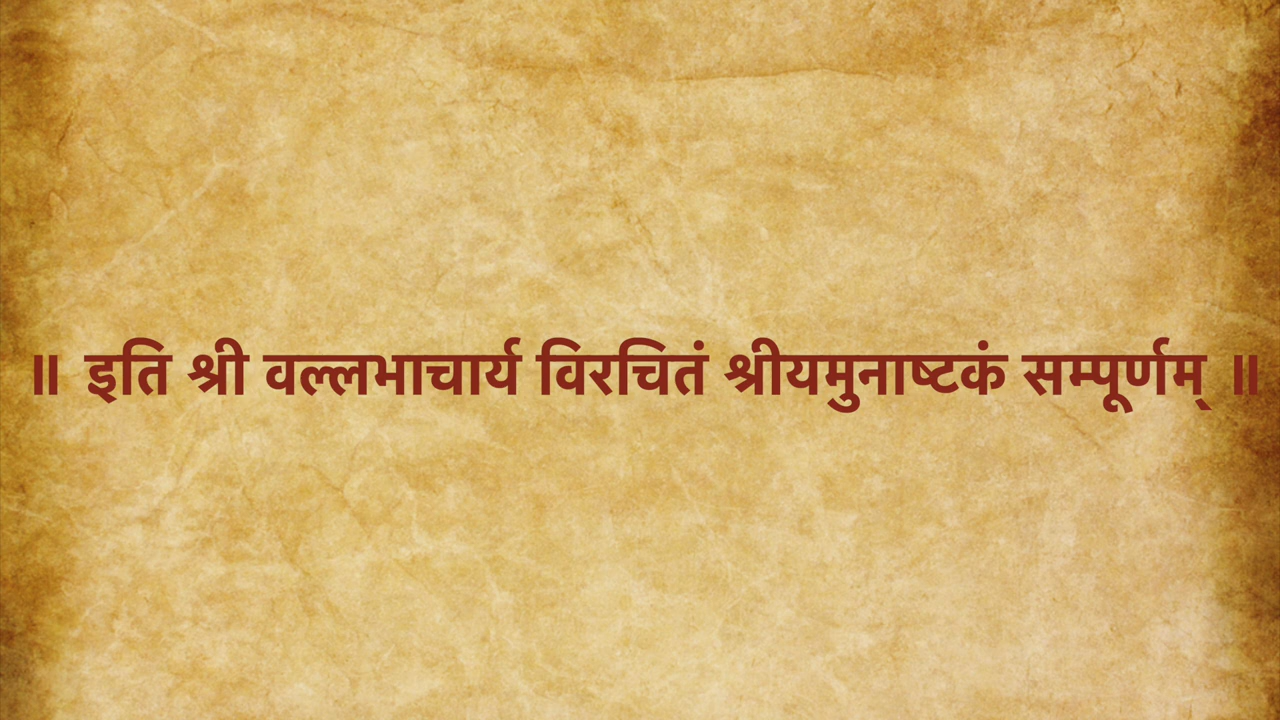 ॥ इति श्री वल्लभाचार्य विरचितं श्रीयमुनाष्टकं सम्पूर्णम् ॥